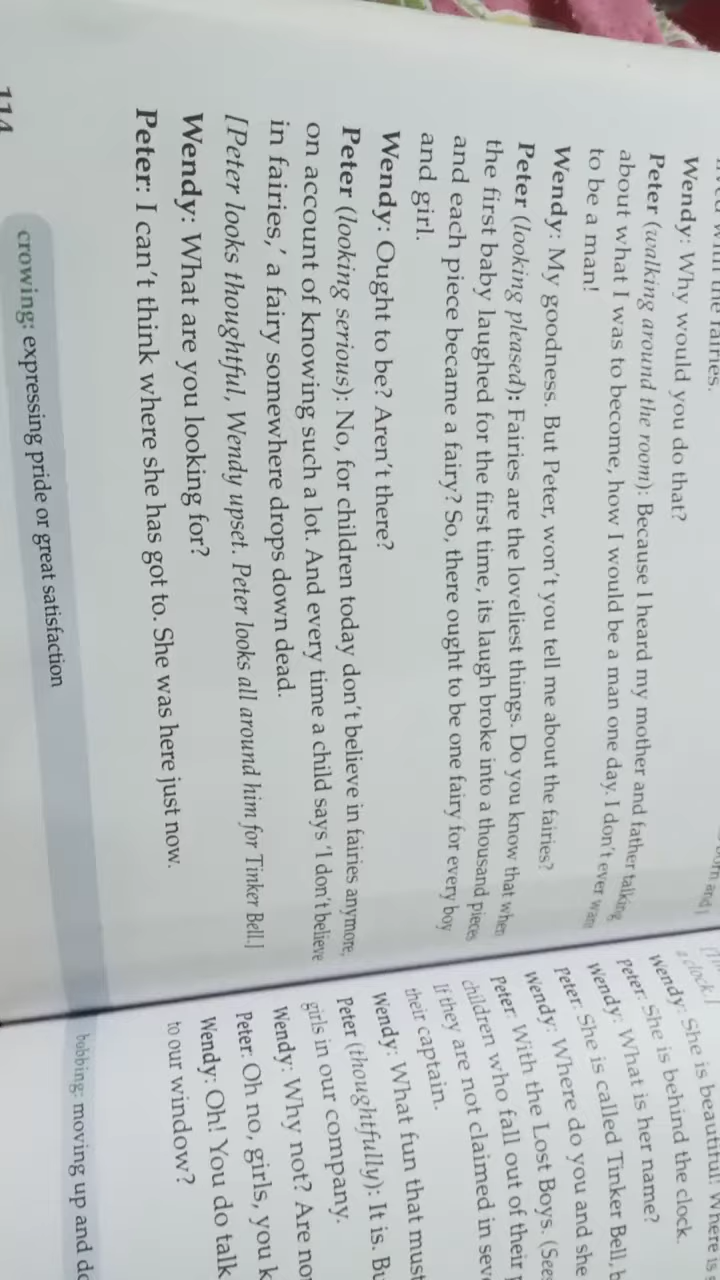 the fairies.
Wendy: Why would you do that?
Peter (walking around the room): Because I heard my mother and father talking
about what I was to become, how I would be a man one day. I don't ever want
to be a man!
Wendy: My goodness. But Peter, won't you tell me about the fairies?
Peter (looking pleased): Fairies are the loveliest things. Do you know that when
the first baby laughed for the first time, its laugh broke into a thousand pieces
and each piece became a fairy? So, there ought to be one fairy for every boy
and girl.
Wendy: Ought to be? Aren't there?
Peter (looking serious): No, for children today don't believe in fairies anymore,
on account of knowing such a lot. And every time a child says 'I don't believe
in fairies,' a fairy somewhere drops down dead.
[Peter looks thoughtful, Wendy upset. Peter looks all around him for Tinker Bell.]
Wendy: What are you looking for?
Peter: I can't think where she has got to. She was here just now.
crowing: expressing pride or great satisfaction
114
a clock.]
Wendy: She is beautiful! Where is
Peter: She is behind the clock.
Wendy: What is her name?
Peter: She is called Tinker Bell,
Wendy: Where do you and she
Peter: With the Lost Boys. (See
children who fall out of their
If they are not claimed in
their captain.
Wendy: What fun that must
Peter (thoughtfully): It is.
girls in our company.
Wendy: Why not? Are
Peter: Oh no, girls, you
Wendy: Oh! You do talk
to our window?
bobbing: moving up and